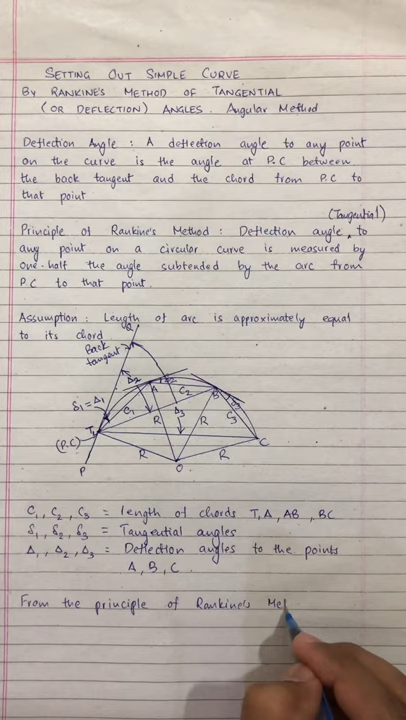 SETTING OUT SIMPLE CURVE
BY RANKINE'S METHOD OF TANGENTIAL
(OR DEFLECTION) ANGLES. Angular Method
Deflection Angle : A deflection angle to any point
on the curve is the angle at P.C between
the back tangent and the chord from P.C to
that point
(Tangential)
Principle of Rankine's Method : Deflection angle, to
any point on a circular curve is measured by
one-half the angle subtended by the arc from
P.C to that point.
Assumption : Length of arc is approximately equal
to its chord
Back
tangent
δ1=Δ1
Δ2
A
C1
C2
B
R
Δ3
R
C3
T1
(P.C)
C
R
R
O
P
C1, C2, C3 = length of chords T1A, AB, BC
δ1, δ2, δ3 = Tangential angles
Δ1, Δ2, Δ3 = Deflection angles to the points
A, B, C.
From the principle of Rankine's Met